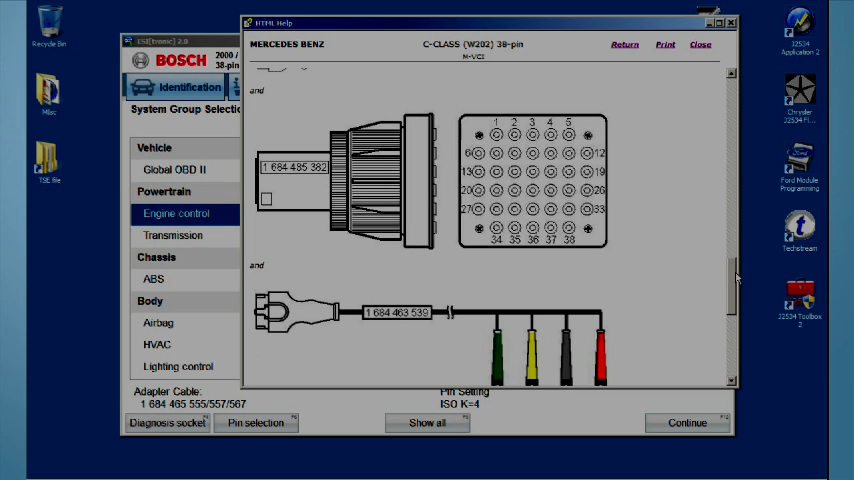 Recycle Bin
Misc
TSE file
ESI[tronic] 2.0
BOSCH
2000 /
38-pin
Identification
System Group Selectio
Vehicle
Global OBD II
Powertrain
Engine control
Transmission
Chassis
ABS
Body
Airbag
HVAC
Lighting control
Adapter Cable:
1 684 465 555/557/567
Pin Setting
ISO K=4
Diagnosis socket
Pin selection
Show all
Continue
HTML Help
MERCEDES BENZ
C-CLASS (W202) 38-pin
M-VCI
Return
Print
Close
and
1 684 485 382
1 2 3 4 5
6 12
13 19
20 26
27 33
34 35 36 37 38
and
1 684 463 539
J2534
Application 2
Chrysler
J2534 Fl...
Ford Module
Programming
Techstream
J2534 Toolbox
2